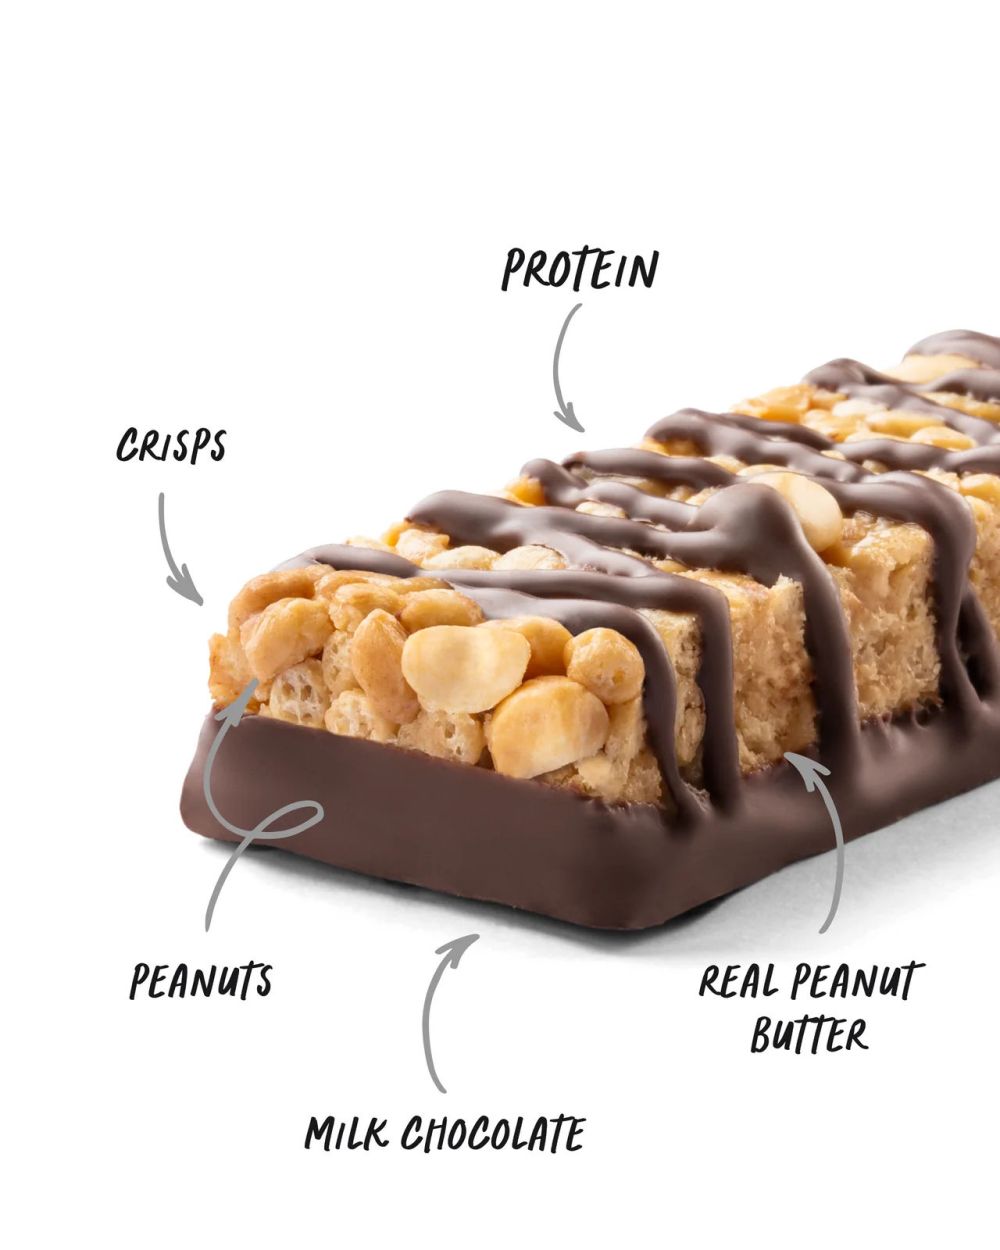 PROTEIN
CRISPS
PEANUTS
REAL PEANUT
BUTTER
MILK CHOCOLATE